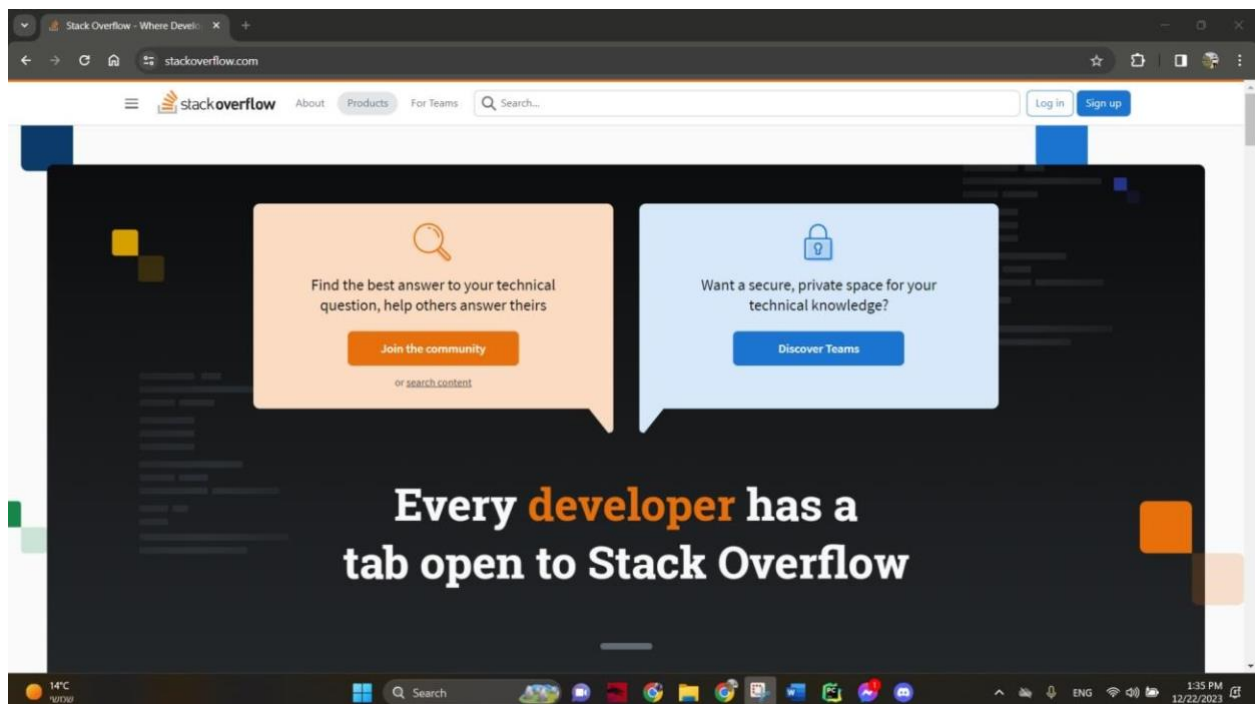 Stack Overflow - Where Develo
stackoverflow.com
stackoverflow About Products For Teams Search... Log in Sign up
Find the best answer to your technical
question, help others answer theirs
Join the community
or search content
Want a secure, private space for your
technical knowledge?
Discover Teams
Every developer has a
tab open to Stack Overflow
14°C
שמשי
Search
ENG
1:35 PM
12/22/2023